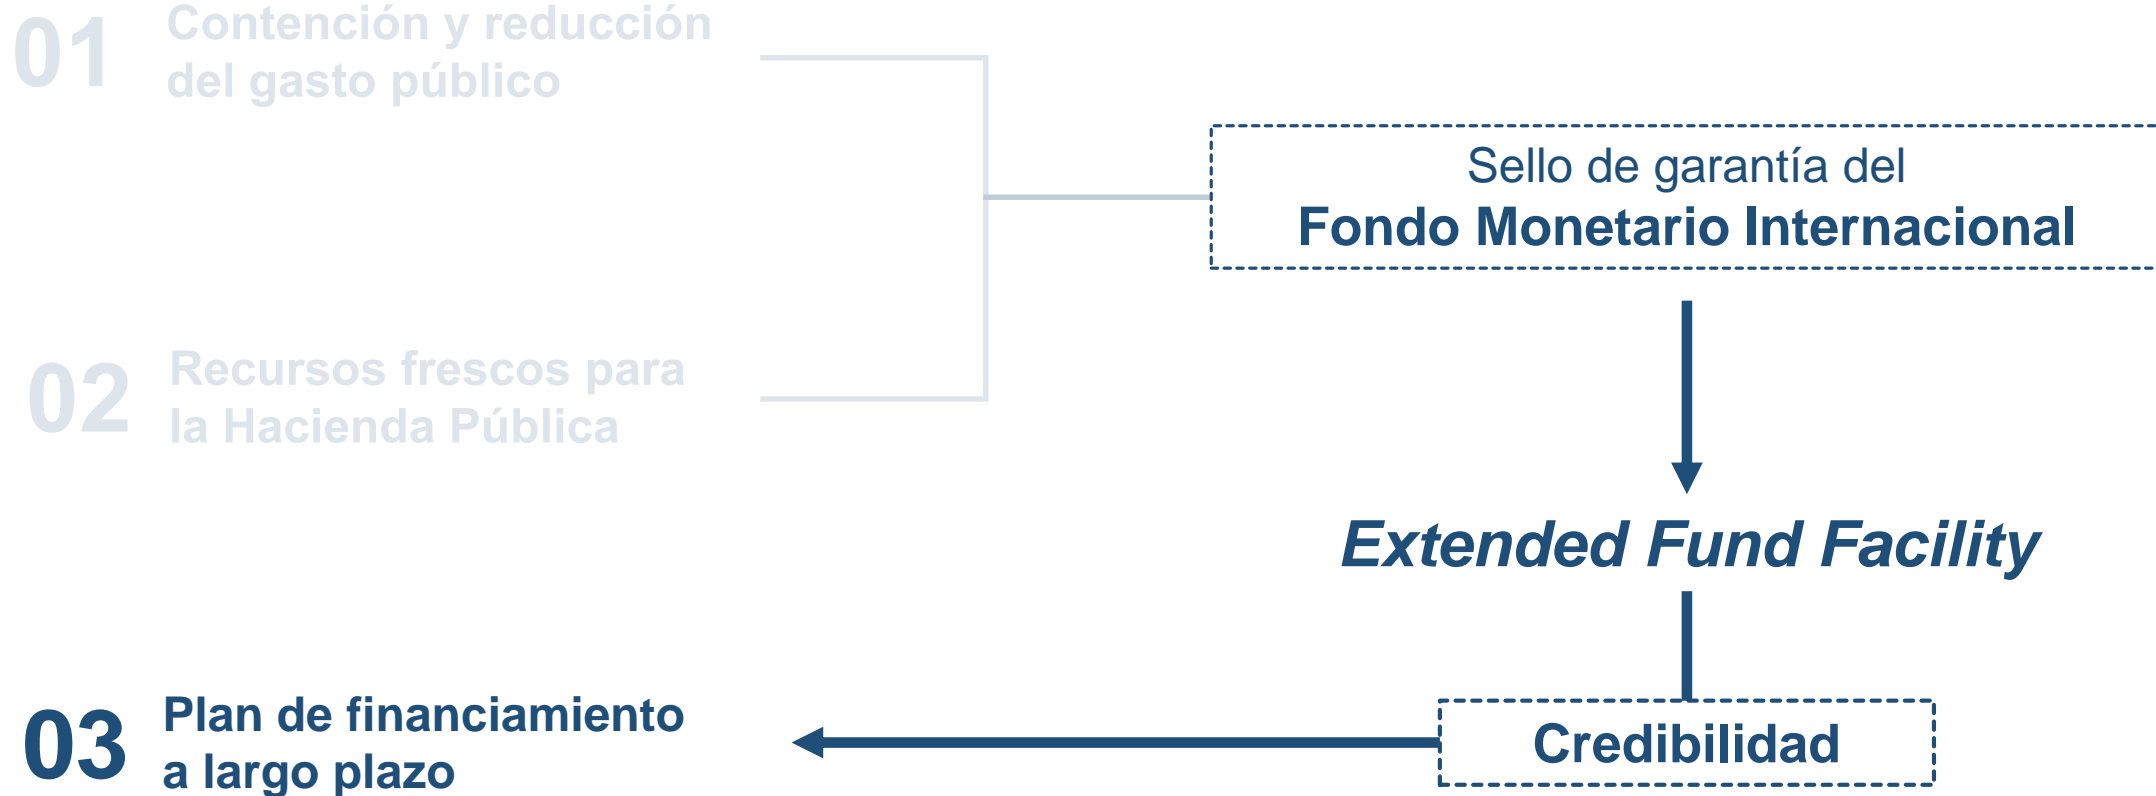 01
Contención y reducción
del gasto público
Sello de garantía del
Fondo Monetario Internacional
02
Recursos frescos para
la Hacienda Pública
Extended Fund Facility
03
Plan de financiamiento
a largo plazo
Credibilidad